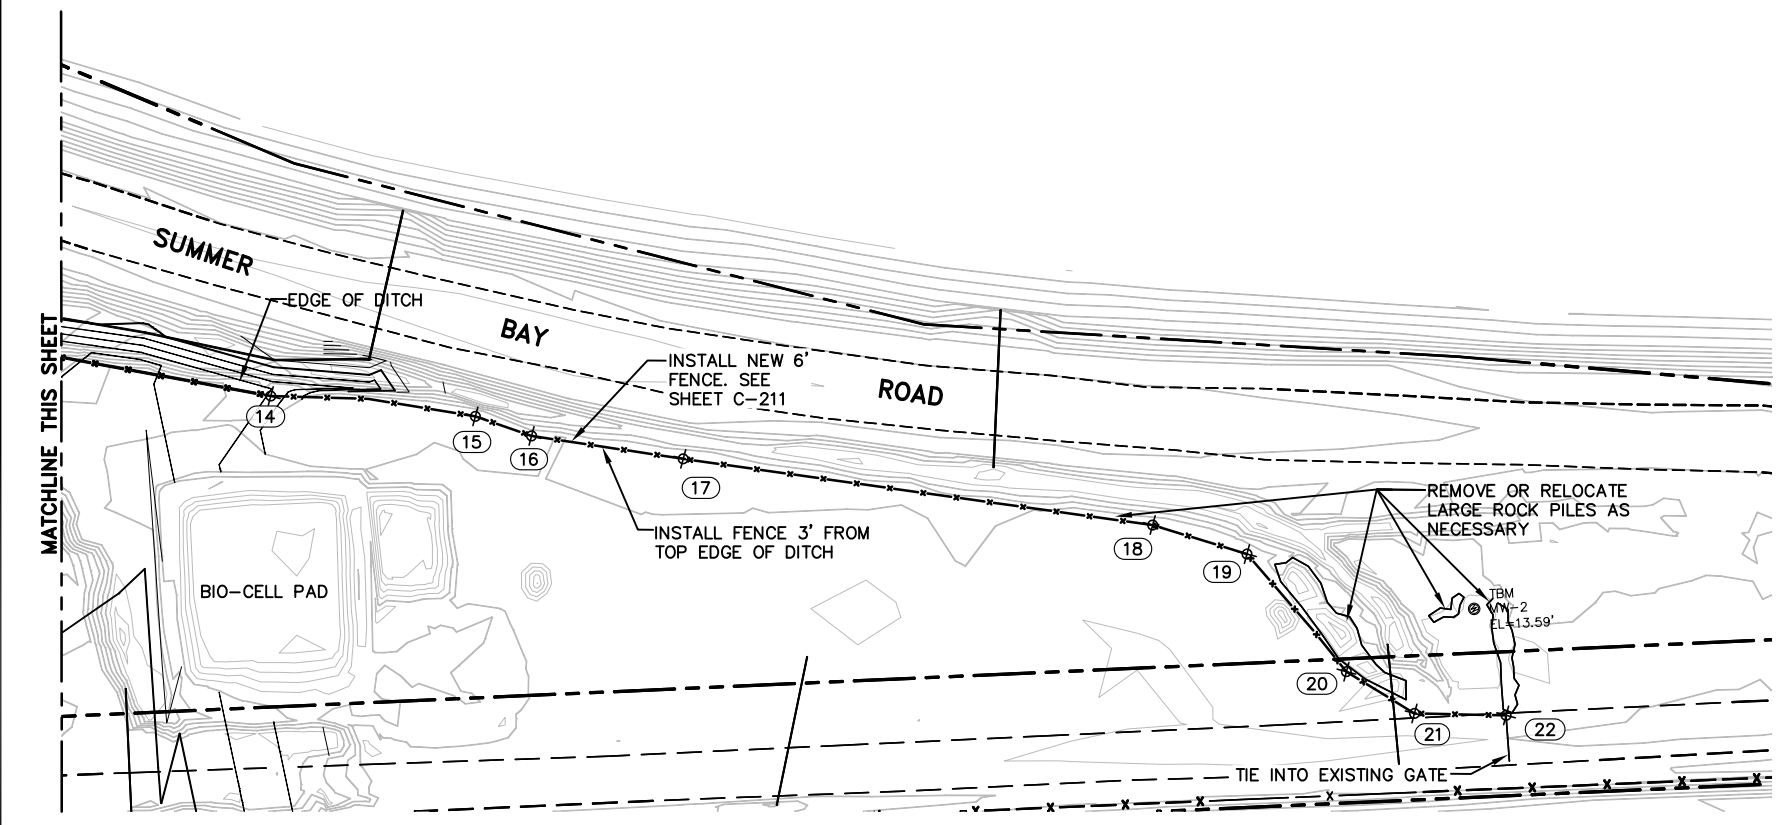 SUMMER
BAY
ROAD
EDGE OF DITCH
MATCHLINE THIS SHEET
INSTALL NEW 6'
FENCE. SEE
SHEET C-211
14
15
16
17
INSTALL FENCE 3' FROM
TOP EDGE OF DITCH
REMOVE OR RELOCATE
LARGE ROCK PILES AS
NECESSARY
18
19
BIO-CELL PAD
TBM
MW-2
EL=13.59'
20
21
22
TIE INTO EXISTING GATE